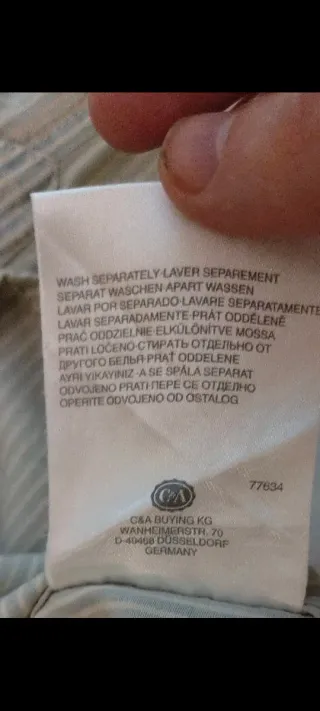 WASH SEPARATELY·LAVER SEPAREMENT
SEPARAT WASCHEN·APART WASSEN
LAVAR POR SEPARADO·LAVARE SEPARATAMENTE
LAVAR SEPARADAMENTE·PRÁT ODDĚLENĚ
PRAĆ ODDZIELNIE·ELKÜLÖNÍTVE MOSSA
PRATI LOČENO·СТИРАТЬ ОТДЕЛЬНО ОТ
ДРУГОГО БЕЛЬЯ·PRAŤ ODDELENE
AYRI YIKAYINIZ·A SE SPĂLA SEPARAT
ODVOJENO PRATI·ПЕРЕ СЕ ОТДЕЛНО
OPERITE ODVOJENO OD OSTALOG
77634
C&A
C&A BUYING KG
WANHEIMERSTR. 70
D-40468 DÜSSELDORF
GERMANY